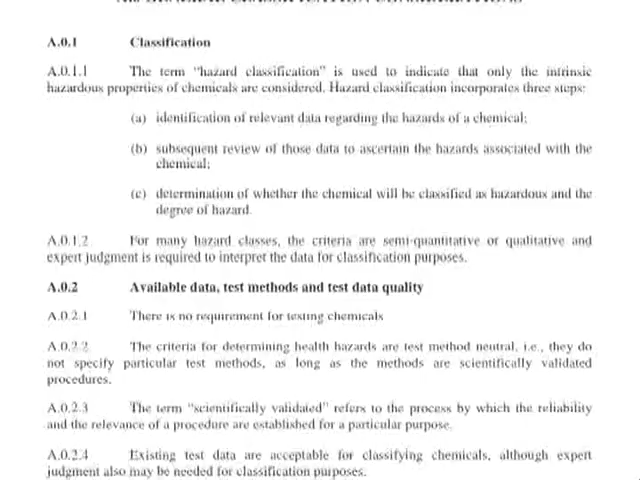 A.0.1 Classification
A.0.1.1 The term "hazard classification" is used to indicate that only the intrinsic
hazardous properties of chemicals are considered. Hazard classification incorporates three steps:
(a) identification of relevant data regarding the hazards of a chemical;
(b) subsequent review of those data to ascertain the hazards associated with the
chemical;
(c) determination of whether the chemical will be classified as hazardous and the
degree of hazard.
A.0.1.2 For many hazard classes, the criteria are semi-quantitative or qualitative and
expert judgment is required to interpret the data for classification purposes.
A.0.2 Available data, test methods and test data quality
A.0.2.1 There is no requirement for testing chemicals
A.0.2.2 The criteria for determining health hazards are test method neutral, i.e., they do
not specify particular test methods, as long as the methods are scientifically validated
procedures.
A.0.2.3 The term "scientifically validated" refers to the process by which the reliability
and the relevance of a procedure are established for a particular purpose.
A.0.2.4 Existing test data are acceptable for classifying chemicals, although expert
judgment also may be needed for classification purposes.